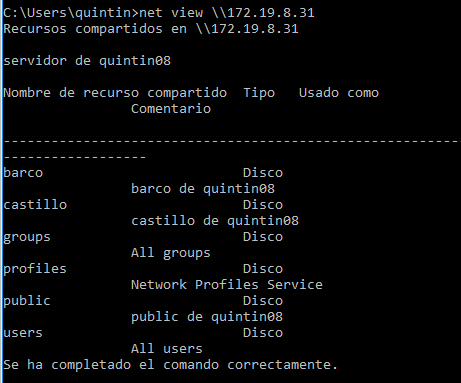 C:\Users\quintin>net view \\172.19.8.31
Recursos compartidos en \\172.19.8.31
servidor de quintin08
Nombre de recurso compartido  Tipo   Usado como
Comentario
----------------------------------------------------------
------------------
barco                         Disco
barco de quintin08
castillo                      Disco
castillo de quintin08
groups                        Disco
All groups
profiles                      Disco
Network Profiles Service
public                        Disco
public de quintin08
users                         Disco
All users
Se ha completado el comando correctamente.